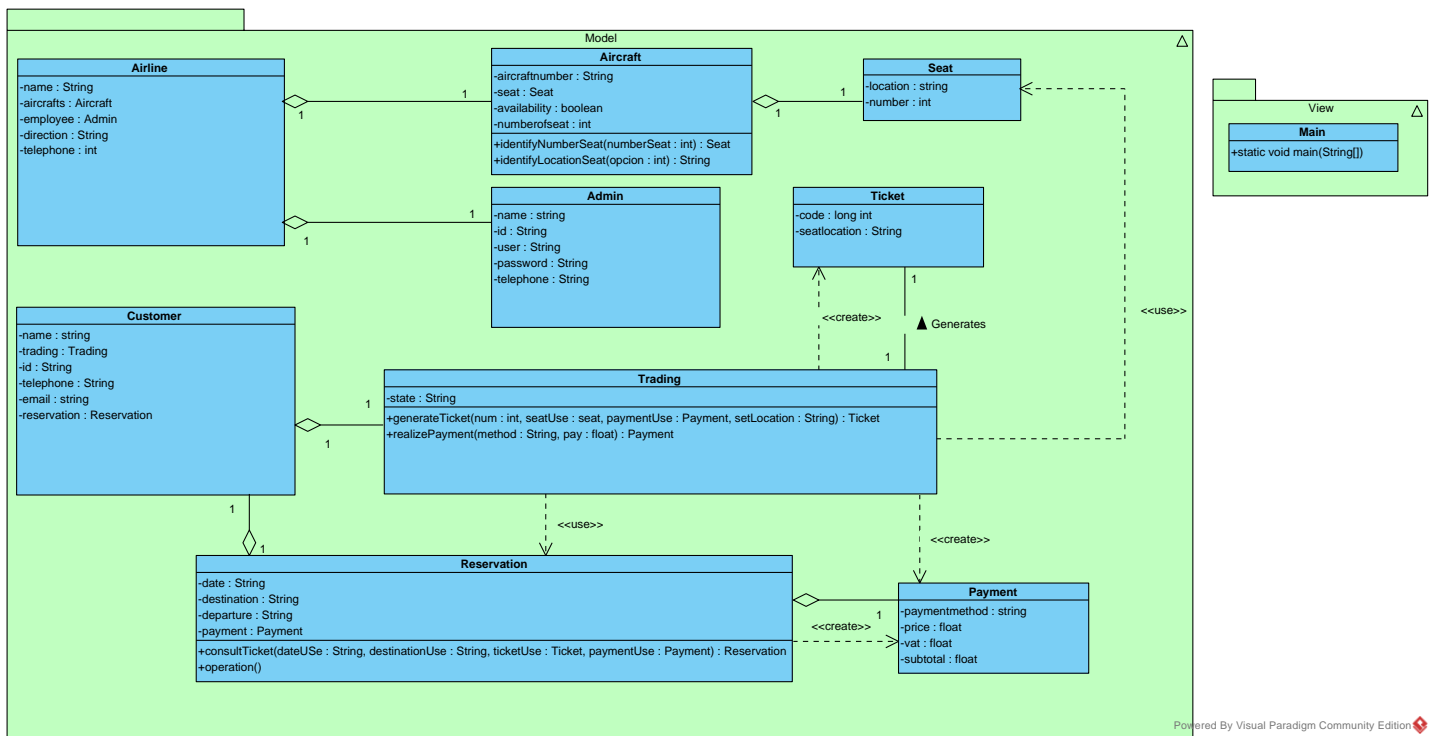 Model
Airline
-name : String
-aircrafts : Aircraft
-employee : Admin
-direction : String
-telephone : int
1
1
Aircraft
-aircraftnumber : String
-seat : Seat
-availability : boolean
-numberofseat : int
+identifyNumberSeat(numberSeat : int) : Seat
+identifyLocationSeat(opcion : int) : String
1
1
Seat
-location : string
-number : int
View
Main
+static void main(String[])
1
1
Admin
-name : string
-id : String
-user : String
-password : String
-telephone : String
Ticket
-code : long int
-seatlocation : String
1
<<create>>
Generates
1
<<use>>
Customer
-name : string
-trading : Trading
-id : String
-telephone : String
-email : string
-reservation : Reservation
1
1
Trading
-state : String
+generateTicket(num : int, seatUse : seat, paymentUse : Payment, setLocation : String) : Ticket
+realizePayment(method : String, pay : float) : Payment
1
1
<<use>>
<<create>>
Reservation
-date : String
-destination : String
-departure : String
-payment : Payment
+consultTicket(dateUSe : String, destinationUse : String, ticketUse : Ticket, paymentUse : Payment) : Reservation
+operation()
1
<<create>>
Payment
-paymentmethod : string
-price : float
-vat : float
-subtotal : float
Powered By Visual Paradigm Community Edition